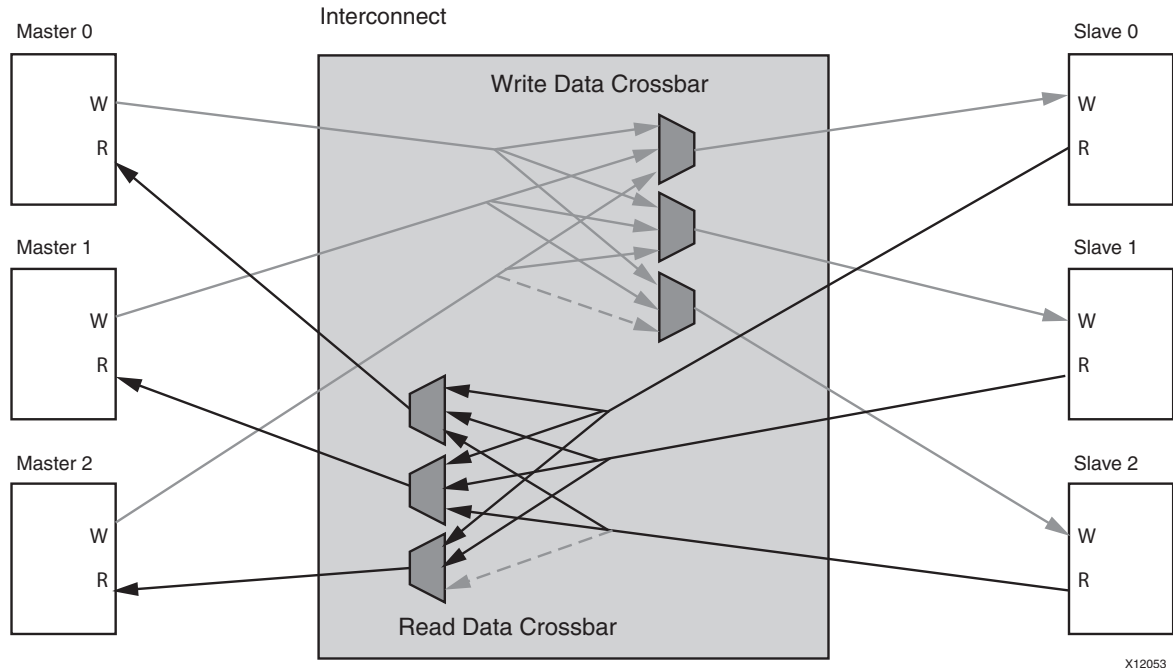 Interconnect
Master 0
Slave 0
Write Data Crossbar
W
R
W
R
Master 1
Slave 1
W
R
W
R
Master 2
Slave 2
W
R
W
R
Read Data Crossbar
X12053